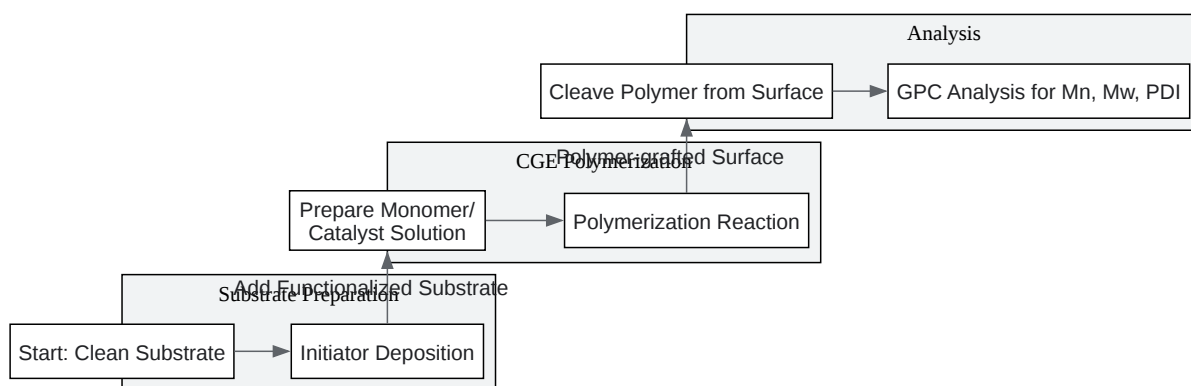 Analysis
Cleave Polymer from Surface
GPC Analysis for Mn, Mw, PDI
Polymer-grafted Surface
CGE Polymerization
Prepare Monomer/
Catalyst Solution
Polymerization Reaction
Add Functionalized Substrate
Substrate Preparation
Start: Clean Substrate
Initiator Deposition